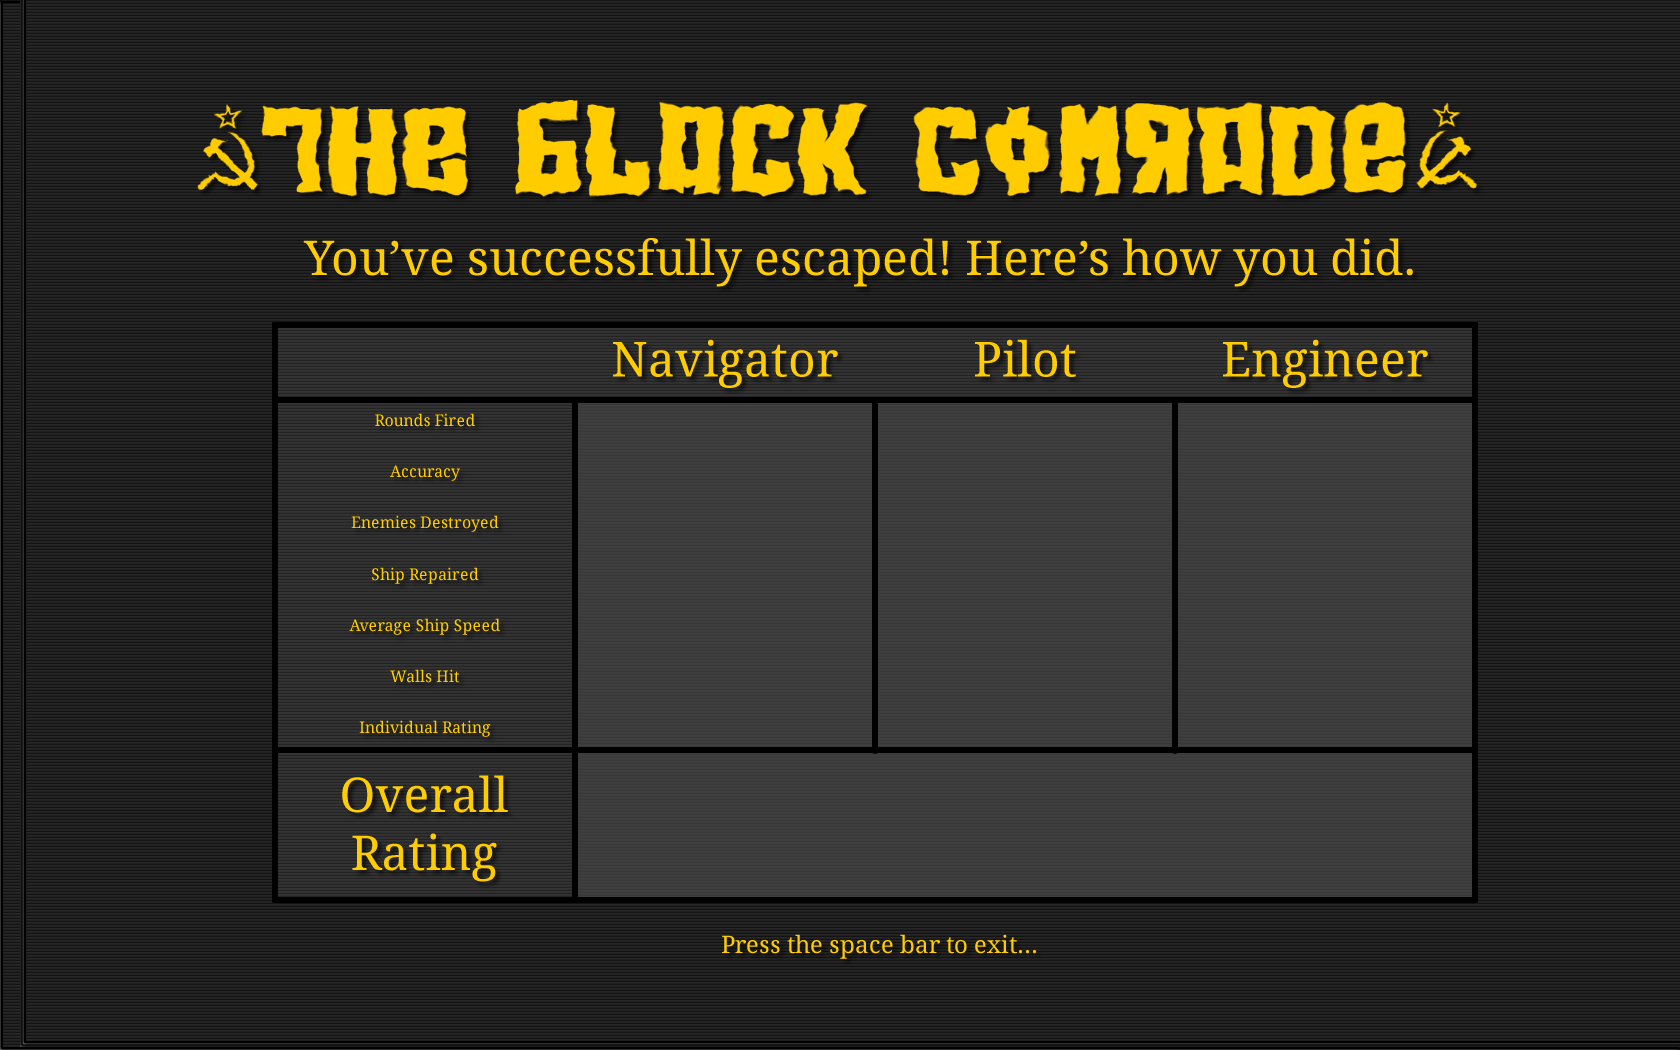 THE BLACK COMRADE
You’ve successfully escaped! Here’s how you did.
Navigator Pilot Engineer
Rounds Fired
Accuracy
Enemies Destroyed
Ship Repaired
Average Ship Speed
Walls Hit
Individual Rating
Overall
Rating
Press the space bar to exit...